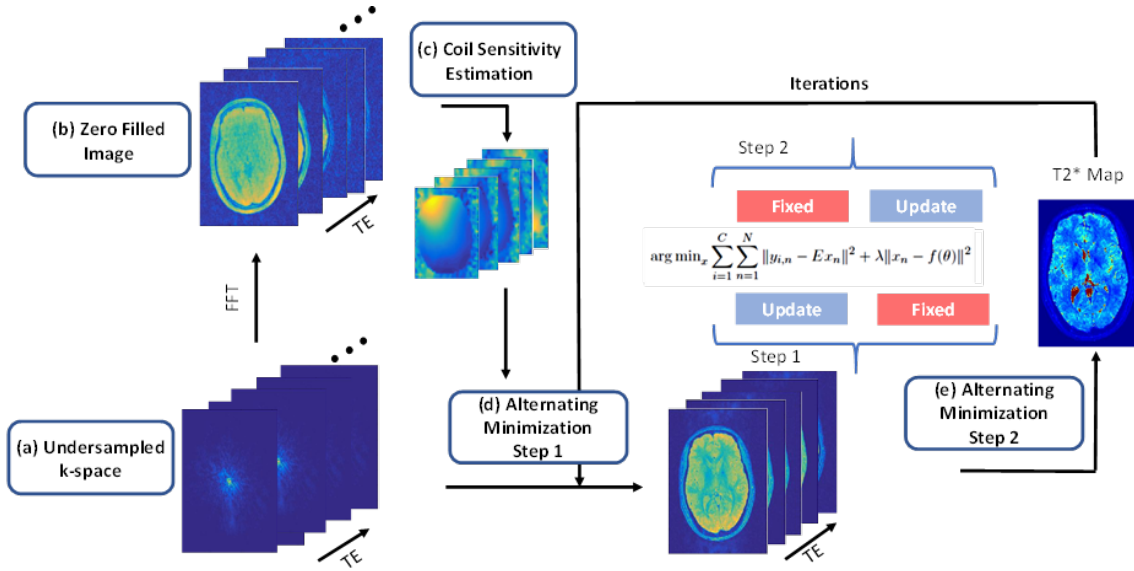 (b) Zero Filled
Image
TE
FFT
(a) Undersampled
k-space
TE
(c) Coil Sensitivity
Estimation
(d) Alternating
Minimization
Step 1
Iterations
Step 2
Fixed Update
arg min_x \sum_{i=1}^{C} \sum_{n=1}^{N} ‖y_{i,n} − Ex_n‖² + λ‖x_n − f(θ)‖²
Update Fixed
Step 1
T2* Map
(e) Alternating
Minimization
Step 2